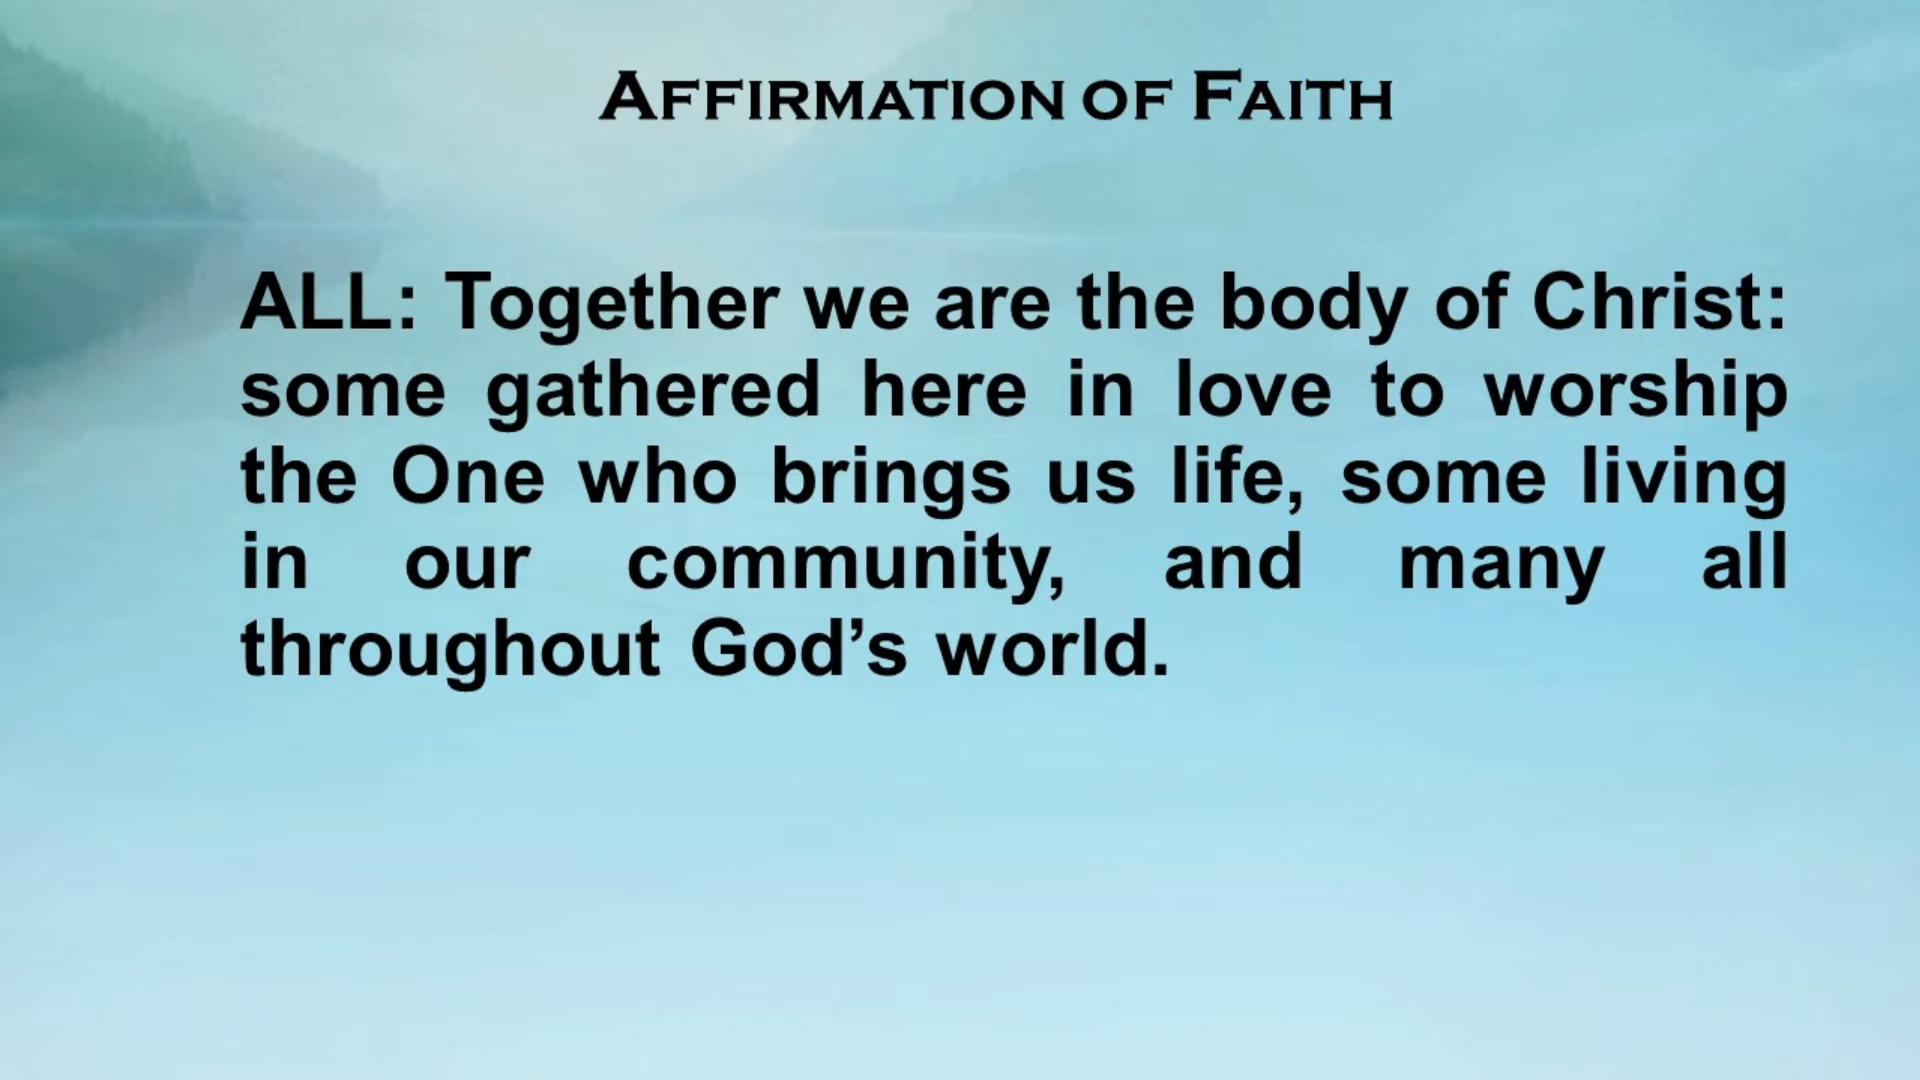 AFFIRMATION OF FAITH
ALL: Together we are the body of Christ:
some gathered here in love to worship
the One who brings us life, some living
in our community, and many all
throughout God’s world.